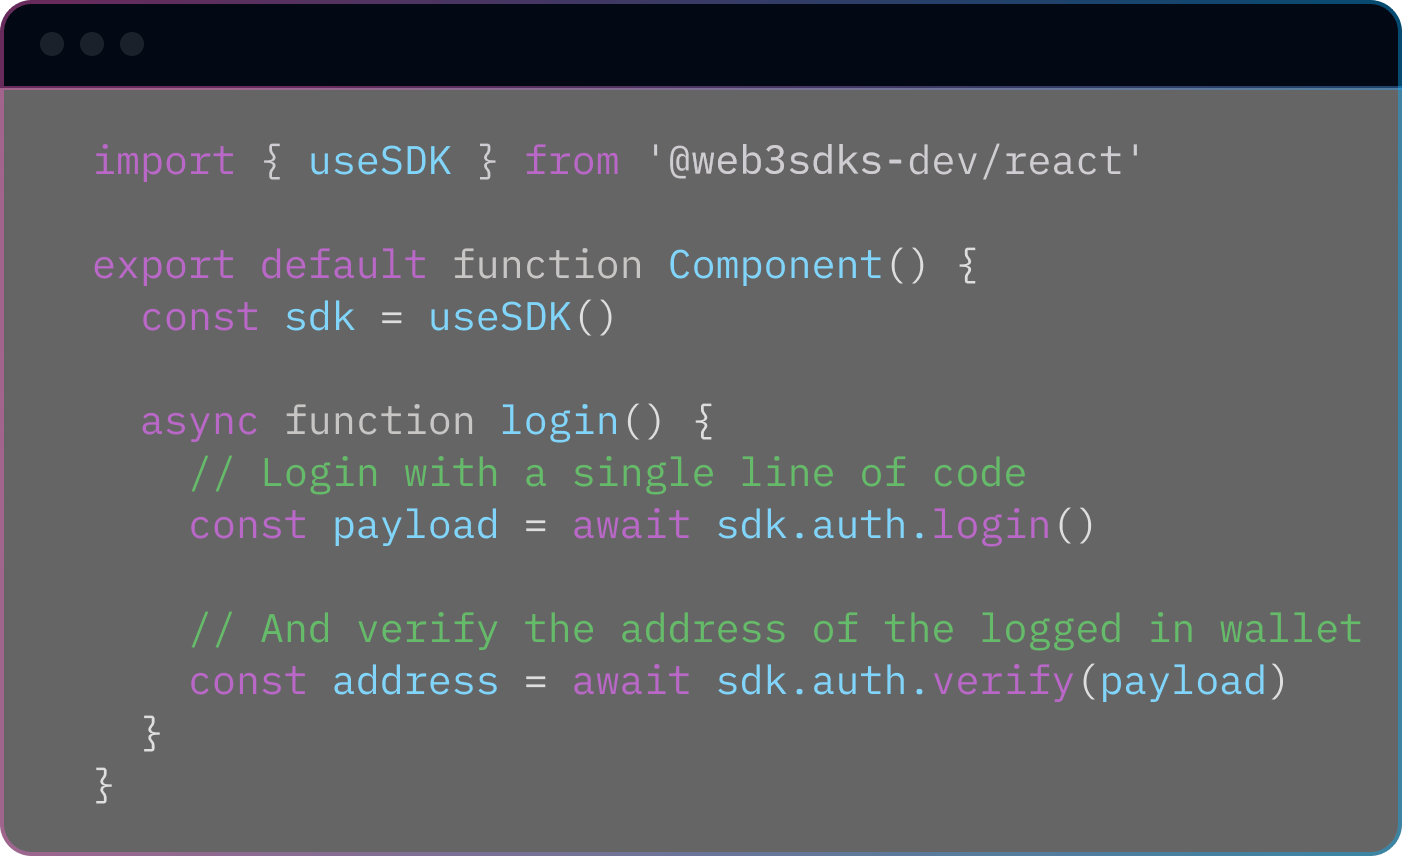 import { useSDK } from '@web3sdks-dev/react'
export default function Component() {
const sdk = useSDK()
async function login() {
// Login with a single line of code
const payload = await sdk.auth.login()
// And verify the address of the logged in wallet
const address = await sdk.auth.verify(payload)
}
}